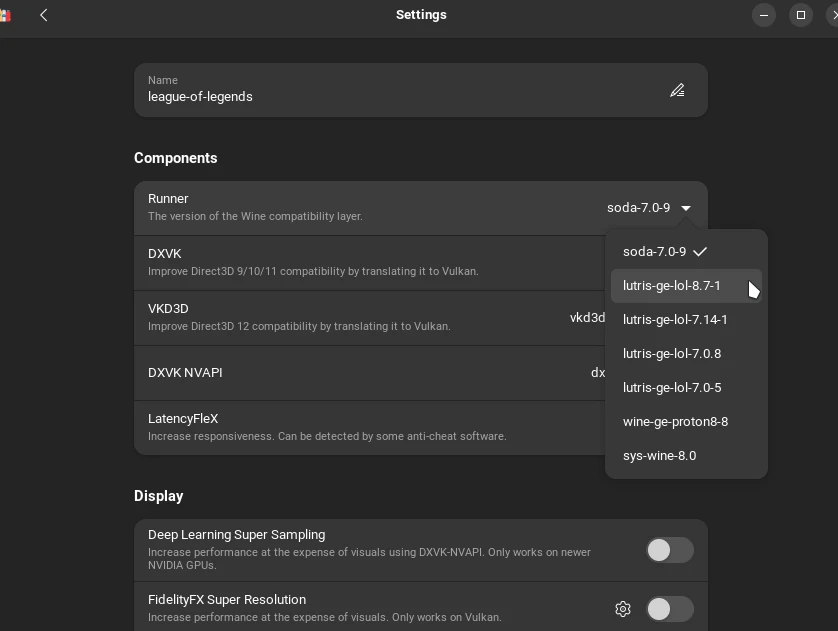 Settings
Name
league-of-legends
Components
Runner
The version of the Wine compatibility layer.
soda-7.0-9
DXVK
Improve Direct3D 9/10/11 compatibility by translating it to Vulkan.
VKD3D
Improve Direct3D 12 compatibility by translating it to Vulkan.
vkd3d
DXVK NVAPI
dx
LatencyFleX
Increase responsiveness. Can be detected by some anti-cheat software.
soda-7.0-9
lutris-ge-lol-8.7-1
lutris-ge-lol-7.14-1
lutris-ge-lol-7.0.8
lutris-ge-lol-7.0-5
wine-ge-proton8-8
sys-wine-8.0
Display
Deep Learning Super Sampling
Increase performance at the expense of visuals using DXVK-NVAPI. Only works on newer
NVIDIA GPUs.
FidelityFX Super Resolution
Increase performance at the expense of visuals. Only works on Vulkan.